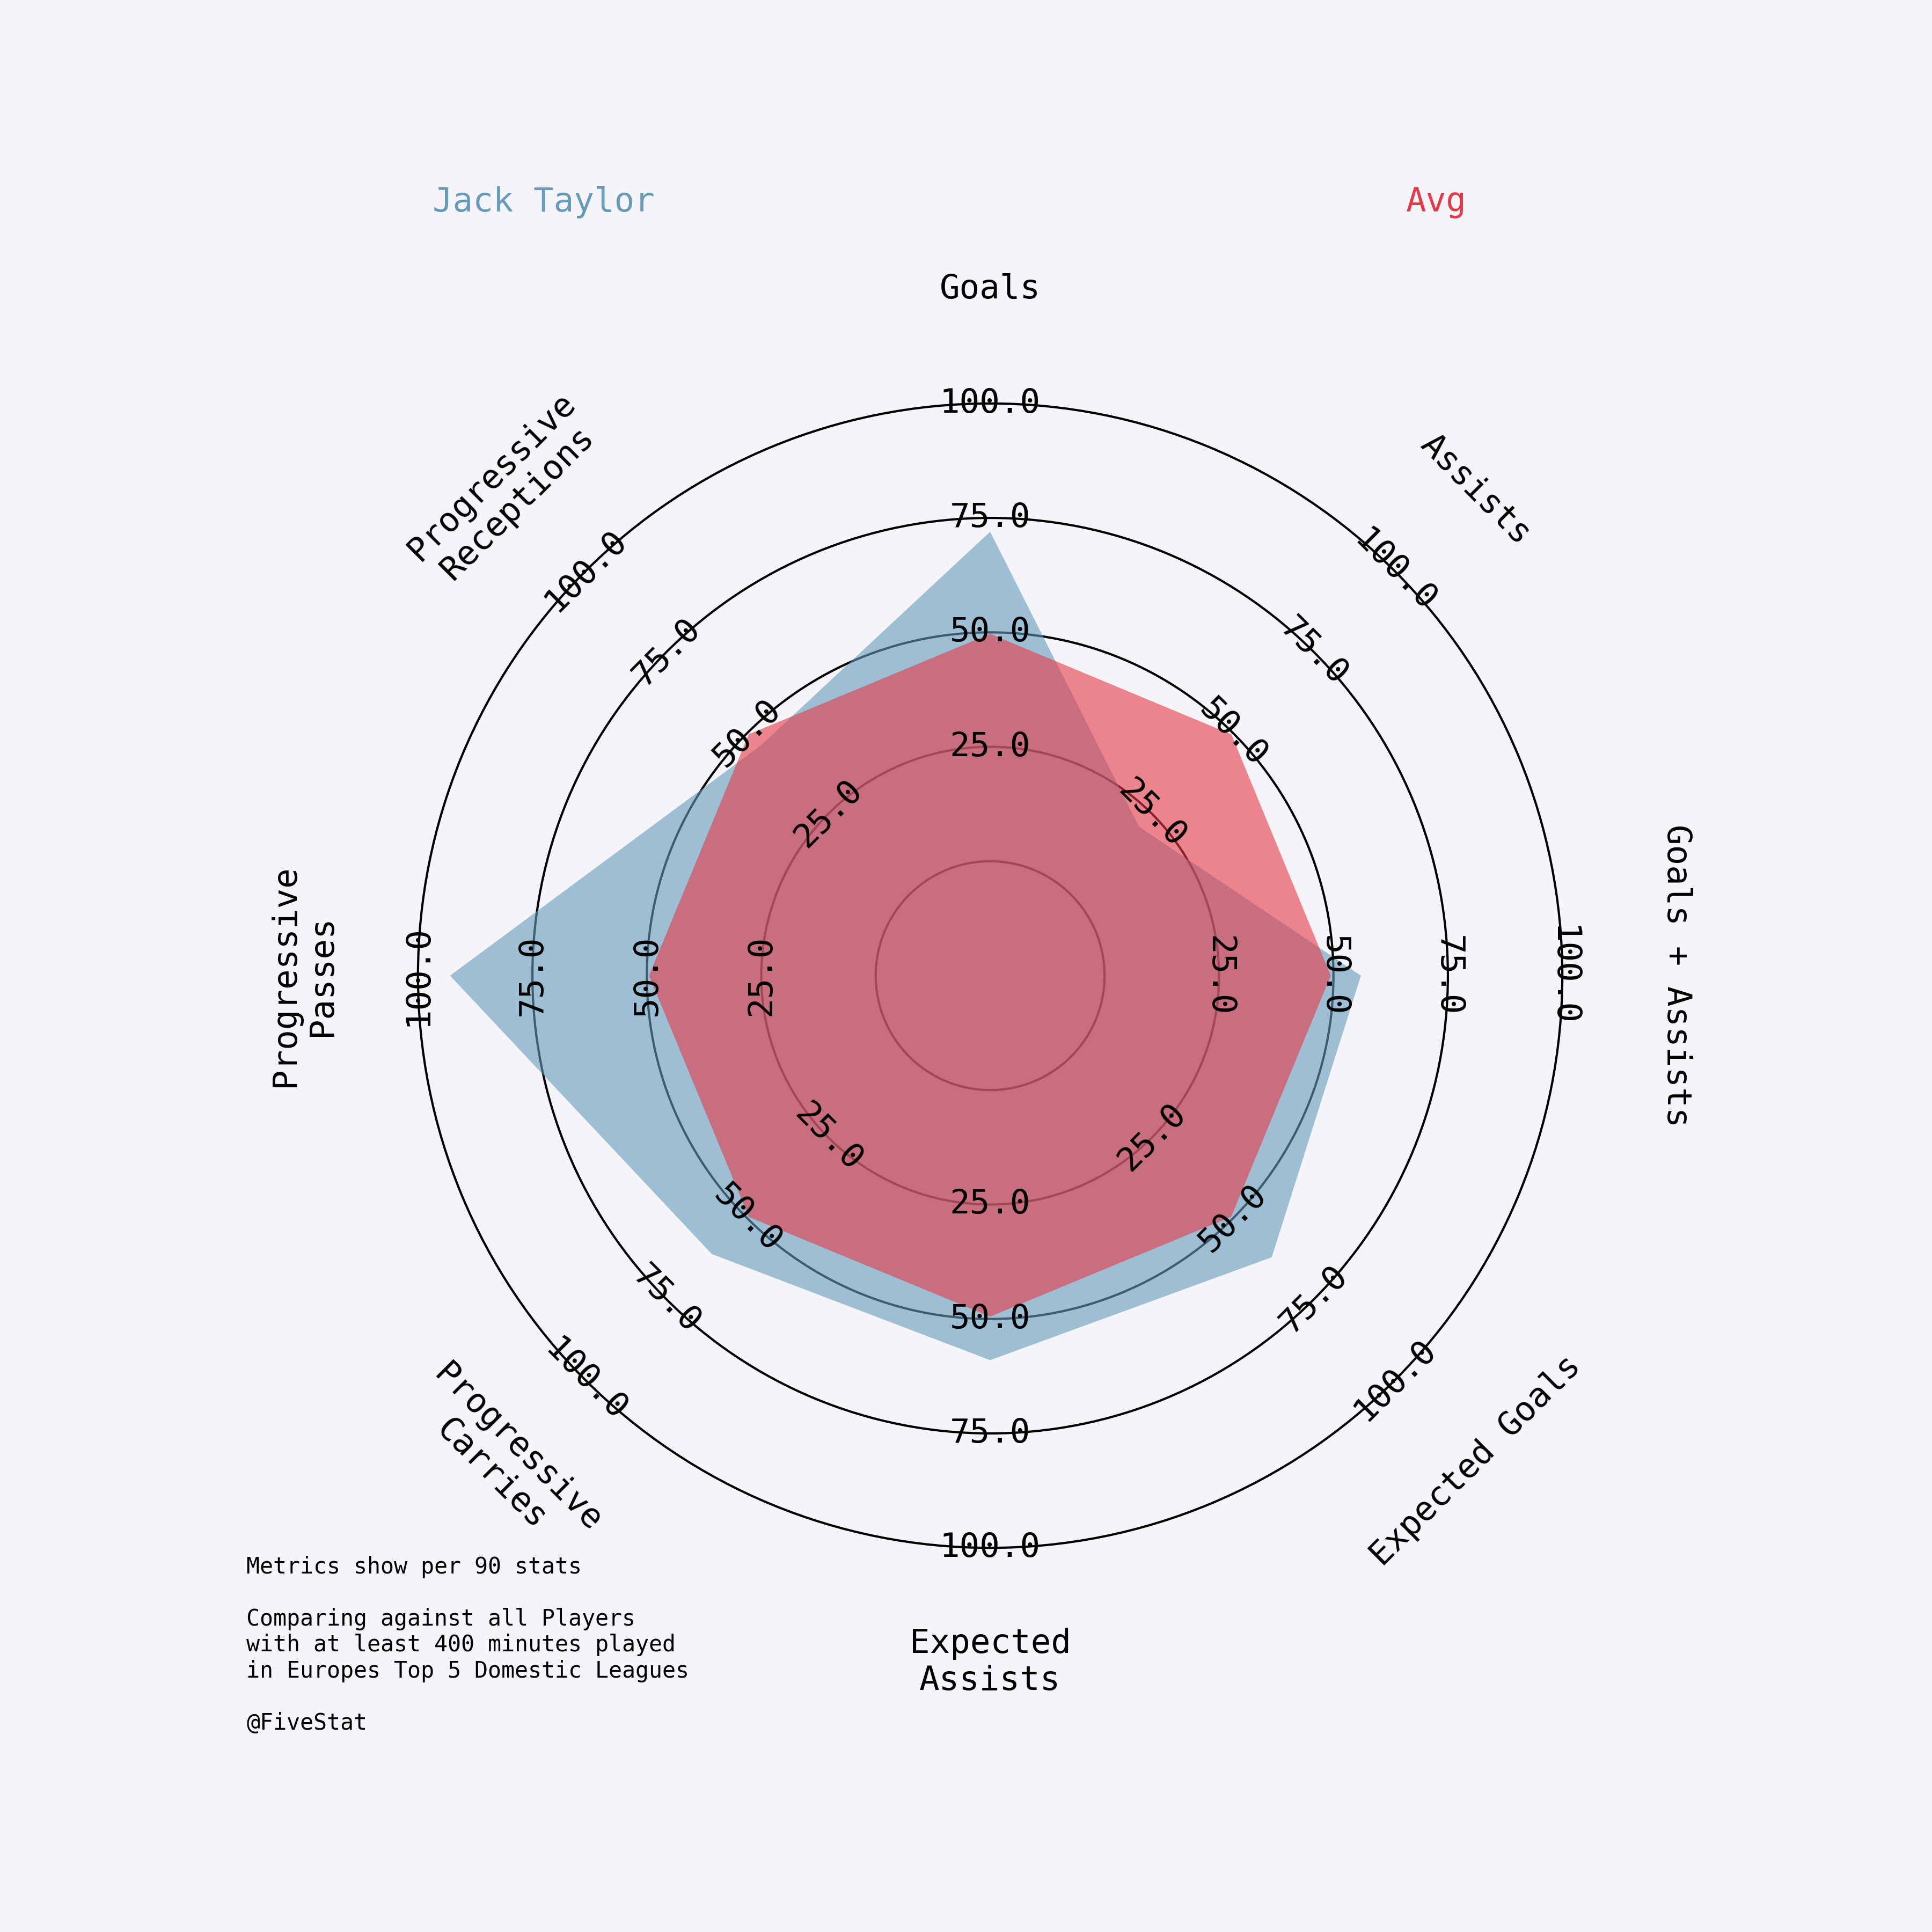 Jack Taylor
Avg
Goals
Assists
Goals + Assists
Expected Goals
Expected
Assists
Progressive
Carries
Progressive
Passes
Progressive
Receptions
25.0
50.0
75.0
100.0
25.0
50.0
75.0
100.0
25.0
50.0
75.0
100.0
25.0
50.0
75.0
100.0
25.0
50.0
75.0
100.0
25.0
50.0
75.0
100.0
25.0
50.0
75.0
100.0
25.0
50.0
75.0
100.0
Metrics show per 90 stats
Comparing against all Players
with at least 400 minutes played
in Europes Top 5 Domestic Leagues
@FiveStat